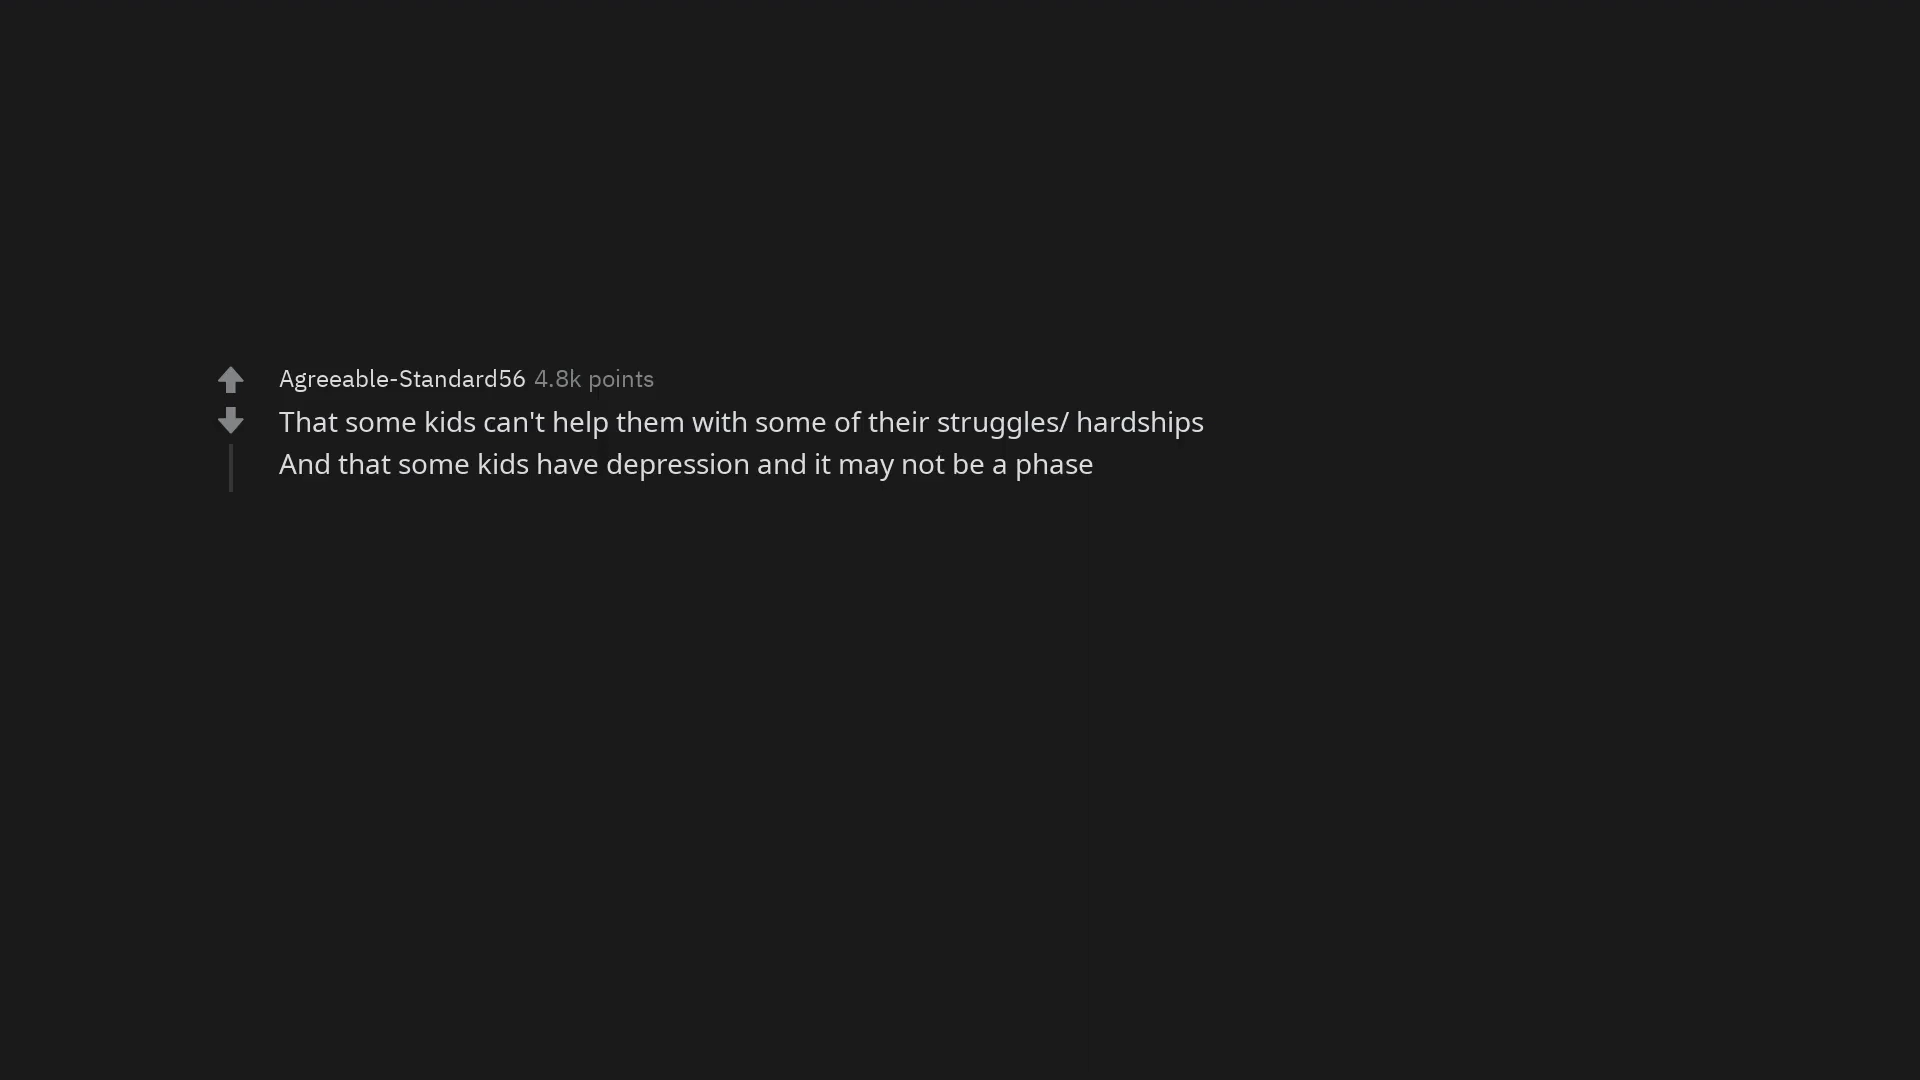 Agreeable-Standard56 4.8k points
That some kids can't help them with some of their struggles/ hardships
And that some kids have depression and it may not be a phase